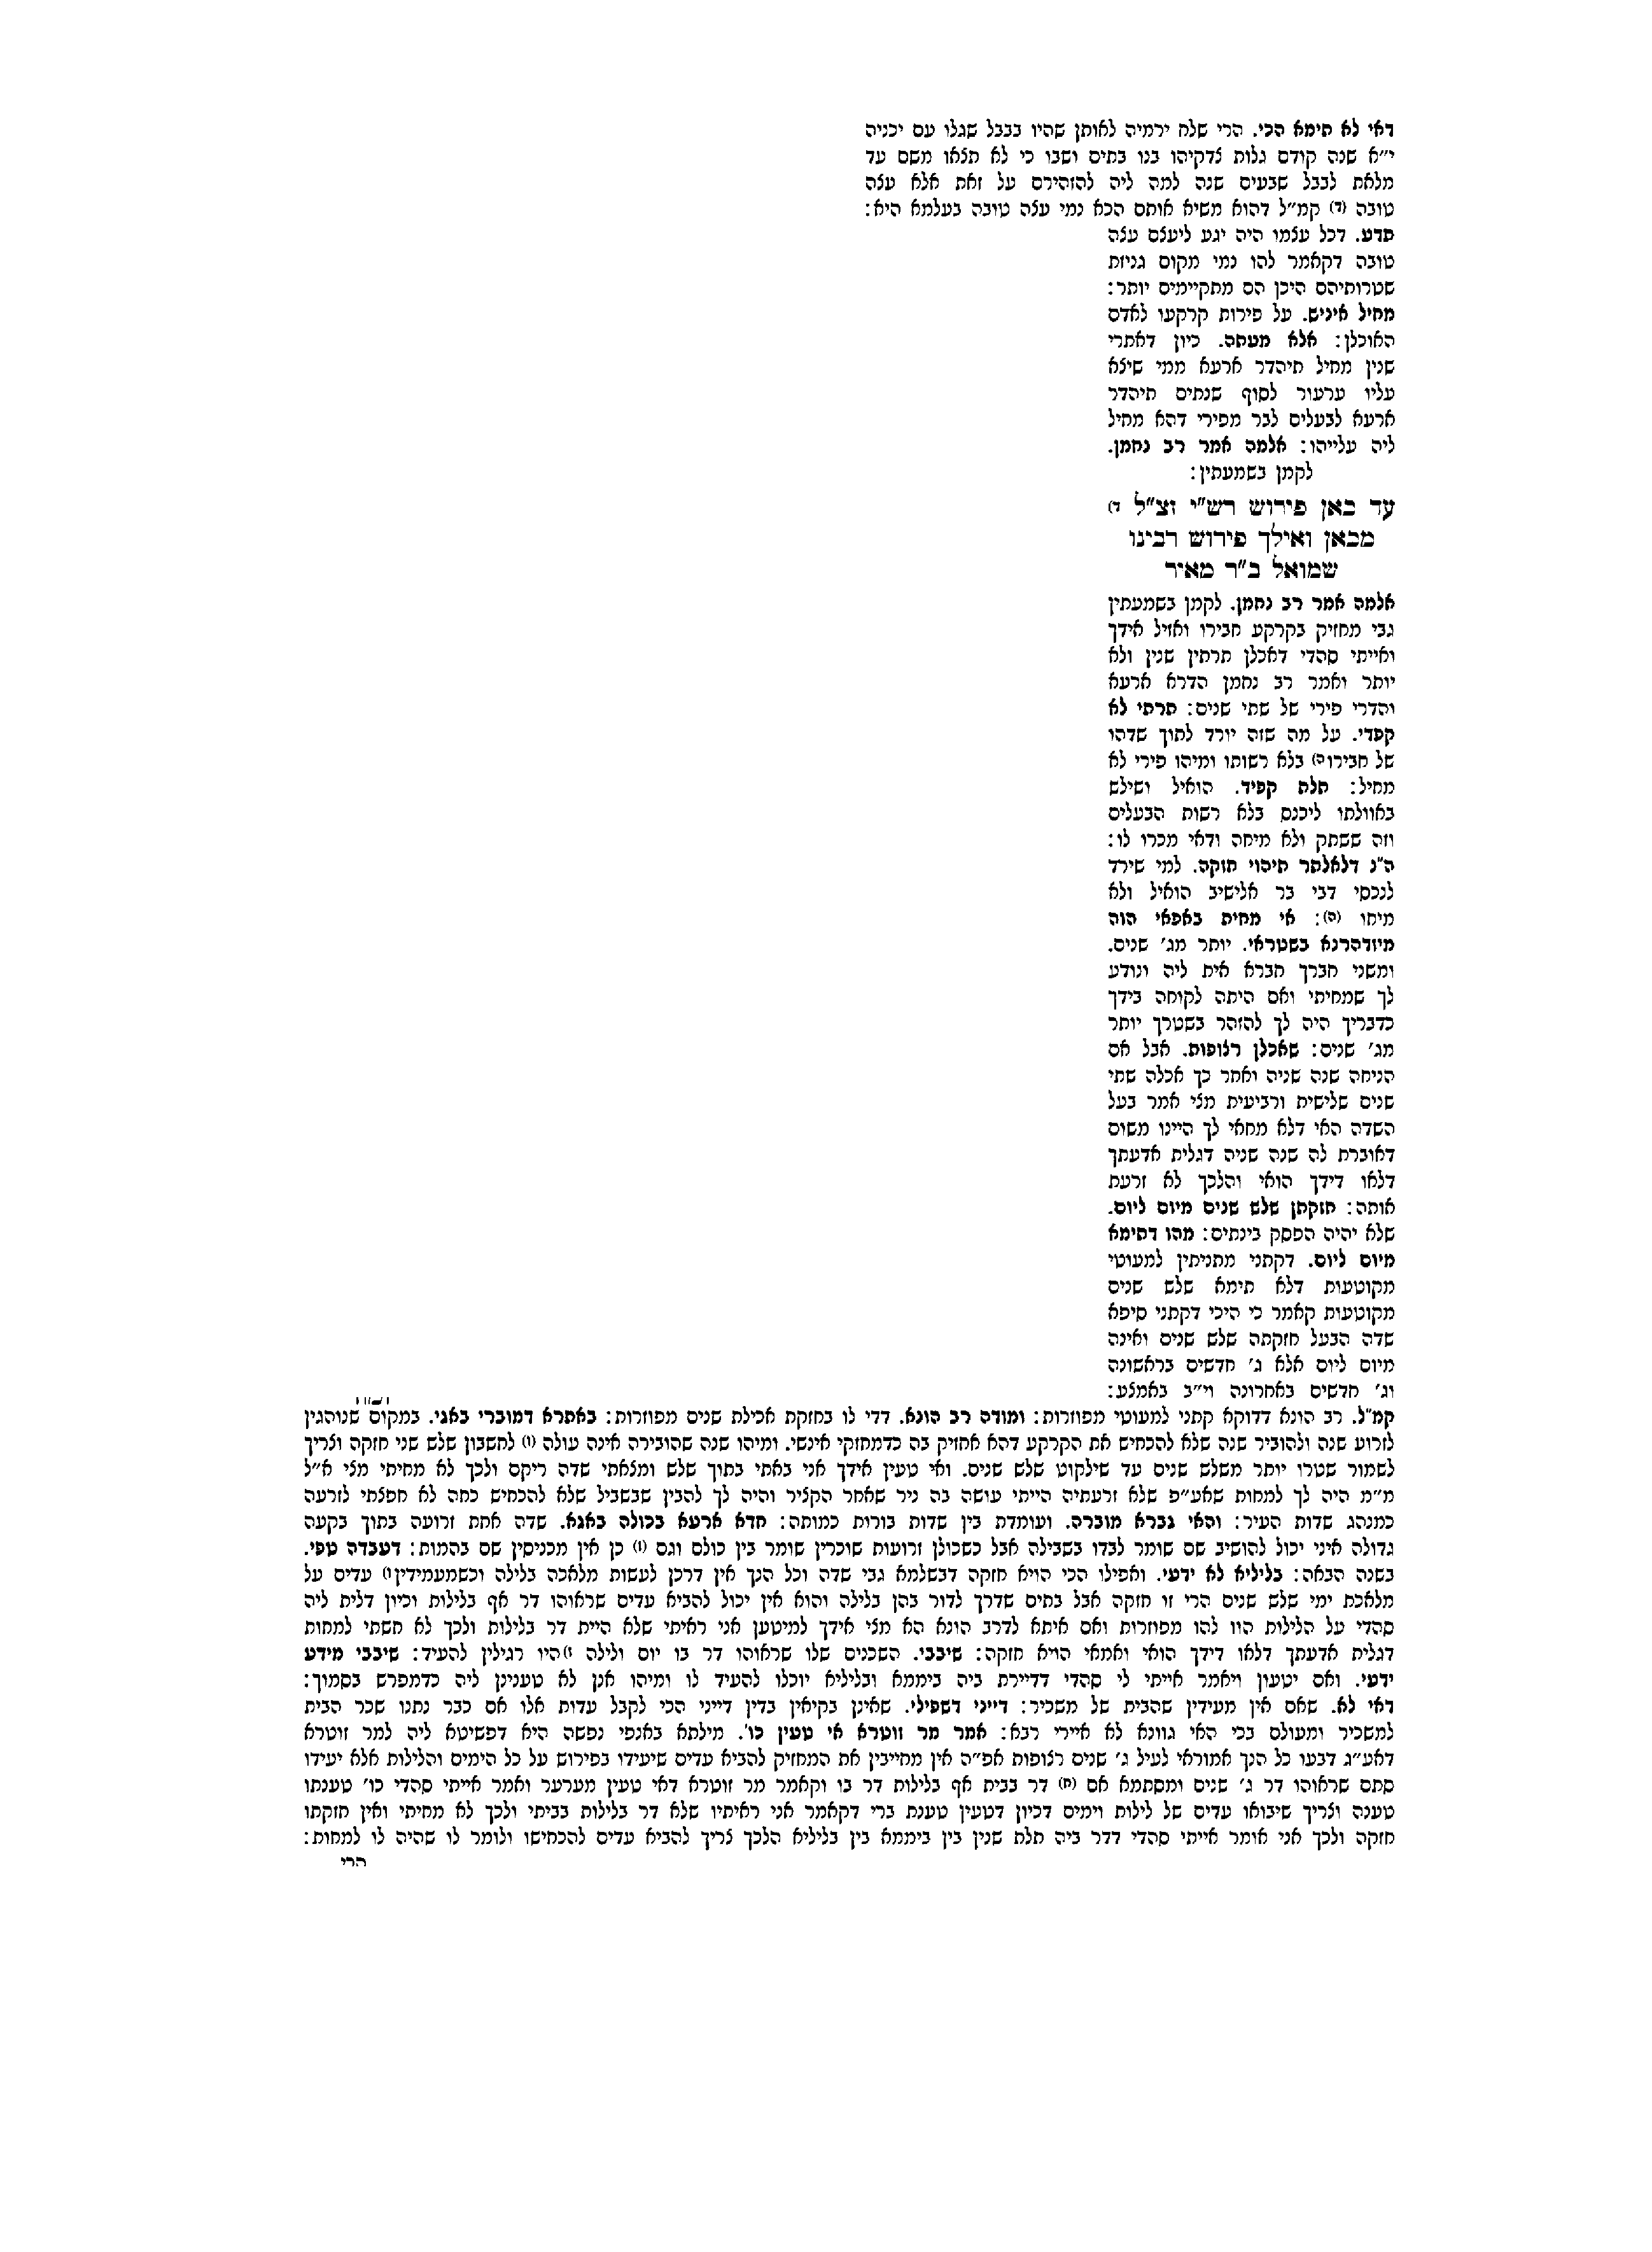 דאי לא תימא הכי. הרי שלח ירמיה לאותן שהיו בבבל שגלו עם יכניה
י״א שנה קודם גלות צדקיהו בנו בתים ושבו כי לא תצאו משם עד
מלאת לבבל שבעים שנה למה ליה להזהירם על זאת אלא עצה
טובה (ד) קמ״ל דהוא משיא אותם הכא נמי עצה טובה בעלמא היא:
תדע. דכל עצמו היה יגע ליעצם עצה
טובה דקאמר להו נמי מקום גניזת
שטרותיהם היכן הם מתקיימים יותר:
מחיל איניש. על פירות קרקעו לאדם
האוכלן: אלא מעתה. כיון דאתרי
שנין מחיל תיהדר ארעא ממי שיצא
עליו ערעור לסוף שנתים תיהדר
ארעא לבעלים לבר מפירי דהא מחיל
ליה עלייהו: אלמה אמר רב נחמן.
לקמן בשמעתין:
עד כאן פירוש רש״י זצ״ל ד)
מכאן ואילך פירוש רבינו
שמואל ב״ר מאיר
אלמה אמר רב נחמן. לקמן בשמעתין
גבי מחזיק בקרקע חבירו ואזיל אידך
ואייתי סהדי דאכלן תרתין שנין ולא
יותר ואמר רב נחמן הדרא ארעא
והדרי פירי של שתי שנים: תרתי לא
קפדי. על מה שזה יורד לתוך שדהו
של חבירוה) בלא רשותו ומיהו פירי לא
מחיל: תלת קפיד. הואיל ושילש
באוולתו ליכנס בלא רשות הבעלים
וזה ששתק ולא מיחה ודאי מכרו לו:
ה״נ דלאלתר תיהוי חזקה. למי שירד
לנכסי דבי בר אלישיב הואיל ולא
מיחו (ה): אי מחית באפאי הוה
מיזדהרנא בשטראי. יותר מג׳ שנים.
ומשני חברך חברא אית ליה ונודע
לך שמחיתי ואם היתה לקוחה בידך
כדבריך היה לך להזהר בשטרך יותר
מג׳ שנים: שאכלן רצופות. אבל אם
הניחה שנה שניה ואחר כך אכלה שתי
שנים שלישית ורביעית מצי אמר בעל
השדה האי דלא מחאי לך היינו משום
דאוברת לה שנה שניה דגלית אדעתך
דלאו דידך הואי והלכך לא זרעת
אותה: חזקתן שלש שנים מיום ליום.
שלא יהיה הפסק בינתים: מהו דתימא
מיום ליום. דקתני מתניתין למעוטי
מקוטעות דלא תימא שלש שנים
מקוטעות קאמר כי היכי דקתני סיפא
שדה הבעל חזקתה שלש שנים ואינה
מיום ליום אלא ג׳ חדשים בראשונה
וג׳ חדשים באחרונה וי״ב באמצע:
קמ״ל. רב הונא דדוקא קתני למעוטי מפוזרות: ומודה רב הונא. דדי לו בחזקת אכילת שנים מפוזרות: באתרא דמוברי באגי. במקום שנוהגין
לזרוע שנה ולהוביר שנה שלא להכחיש את הקרקע דהא אחזיק בה כדמחזקי אינשי. ומיהו שנה שהובירה אינה עולה (ו) לחשבון שלש שני חזקה וצריך
לשמור שטרו יותר משלש שנים עד שילקוט שלש שנים. ואי טעין אידך אני באתי בתוך שלש ומצאתי שדה ריקם ולכך לא מחיתי מצי א״ל
מ״מ היה לך למחות שאע״פ שלא זרעתיה הייתי עושה בה ניר שאחר הקציר והיה לך להבין שבשביל שלא להכחיש כחה לא חפצתי לזרעה
כמנהג שדות העיר: והאי גברא מוברה. ועומדת בין שדות בורות כמותה: חדא ארעא בכולה באגא. שדה אחת זרועה בתוך בקעה
גדולה איני יכול להושיב שם שומר לבדו בשבילה אבל כשכולן זרועות שוכרין שומר בין כולם וגם (ז) כן אין מכניסין שם בהמות: דעבדה טפי.
בשנה הבאה: בליליא לא ידעי. ואפילו הכי הויא חזקה דבשלמא גבי שדה וכל הנך אין דרכן לעשות מלאכה בלילה וכשמעמידיןו) עדים על
מלאכת ימי שלש שנים הרי זו חזקה אבל בתים שדרך לדור בהן בלילה והוא אין יכול להביא עדים שראוהו דר אף בלילות וכיון דלית ליה
סהדי על הלילות הוו להו מפוזרות ואם איתא לדרב הונא הא מצי אידך למיטען אני ראיתי שלא היית דר בלילות ולכך לא חשתי למחות
דגלית אדעתך דלאו דידך הואי ואמאי הויא חזקה: שיבבי. השכנים שלו שראוהו דר בו יום ולילה ז)היו רגילין להעיד: שיבבי מידע
ידעי. ואם יטעון ויאמר אייתי לי סהדי דדיירת ביה ביממא ובליליא יוכלו להעיד לו ומיהו אנן לא טענינן ליה כדמפרש בסמוך:
דאי לא. שאם אין מעידין שהבית של משכיר: דייני דשפילי. שאינן בקיאין בדין דייני הכי לקבל עדות אלו אם כבר נתנו שכר הבית
למשכיר ומעולם בכי האי גוונא לא איירי רבא: אמר מר זוטרא אי טעין כו׳. מילתא באנפי נפשה היא דפשיטא ליה למר זוטרא
דאע״ג דבעו כל הנך אמוראי לעיל ג׳ שנים רצופות אפ״ה אין מחייבין את המחזיק להביא עדים שיעידו בפירוש על כל הימים והלילות אלא יעידו
סתם שראוהו דר ג׳ שנים ומסתמא אם (ח) דר בבית אף בלילות דר בו וקאמר מר זוטרא דאי טעין מערער ואמר אייתי סהדי כו׳ טענתו
טענה וצריך שיבואו עדים של לילות וימים דכיון דטעין טענת ברי דקאמר אני ראיתיו שלא דר בלילות בביתי ולכך לא מחיתי ואין חזקתו
חזקה ולכך אני אומר אייתי סהדי דדר ביה תלת שנין בין ביממא בין בליליא הלכך צריך להביא עדים להכחישו ולומר לו שהיה לו למחות:
הרי